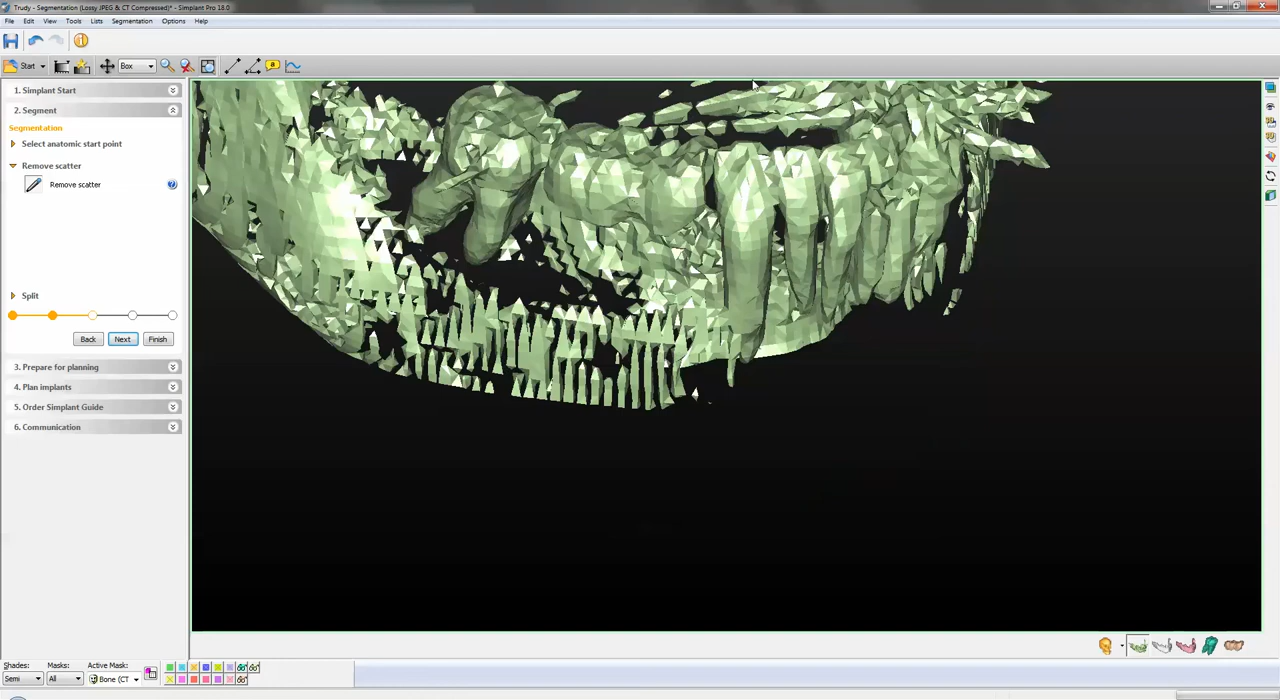 Trudy - Segmentation (Lossy JPEG & CT Compressed)* - Simplant Pro 18.0
File Edit View Tools Lists Segmentation Options Help
Start Box
1. Simplant Start
2. Segment
Segmentation
Select anatomic start point
Remove scatter
Remove scatter
Split
Back Next Finish
3. Prepare for planning
4. Plan implants
5. Order Simplant Guide
6. Communication
Shades: Masks: Active Mask:
Semi All Bone (CT